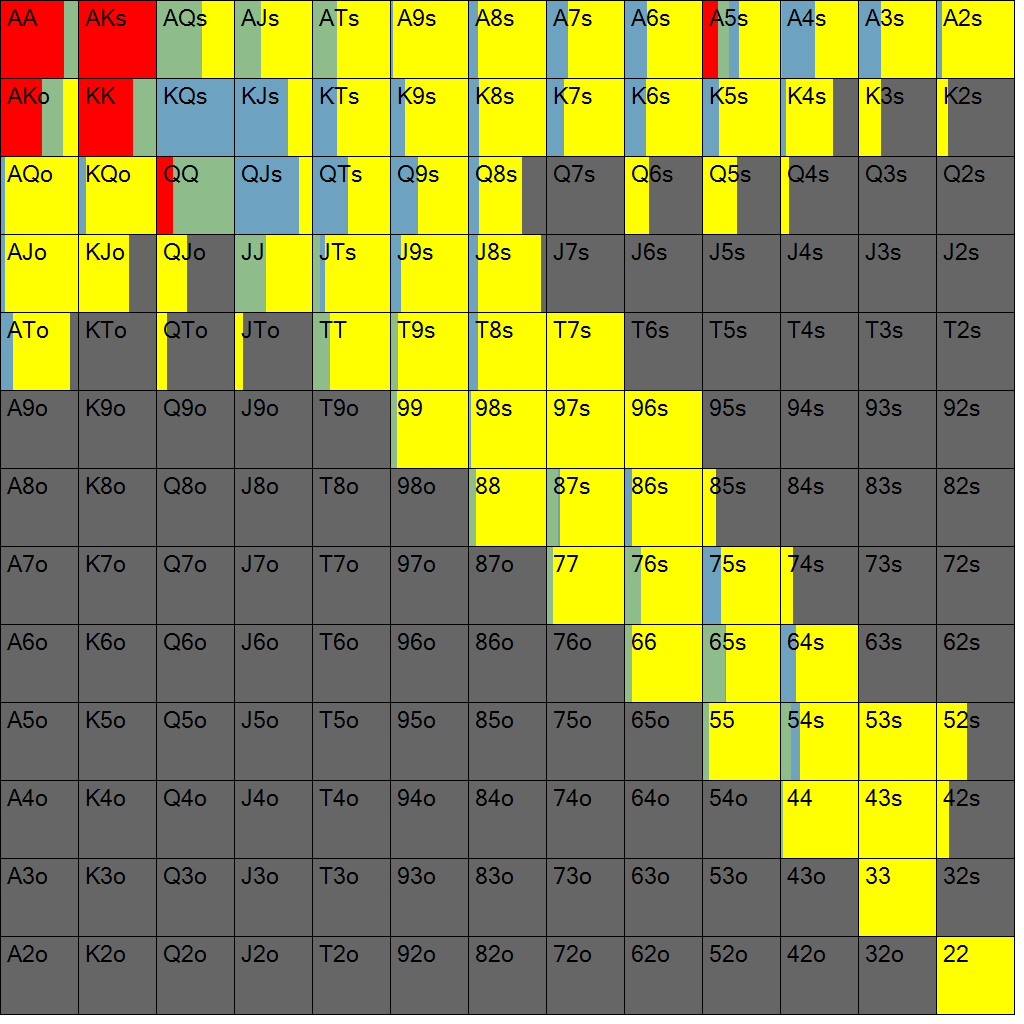 AA AKs AQs AJs ATs A9s A8s A7s A6s A5s A4s A3s A2s
AKo KK KQs KJs KTs K9s K8s K7s K6s K5s K4s K3s K2s
AQo KQo QQ QJs QTs Q9s Q8s Q7s Q6s Q5s Q4s Q3s Q2s
AJo KJo QJo JJ JTs J9s J8s J7s J6s J5s J4s J3s J2s
ATo KTo QTo JTo TT T9s T8s T7s T6s T5s T4s T3s T2s
A9o K9o Q9o J9o T9o 99 98s 97s 96s 95s 94s 93s 92s
A8o K8o Q8o J8o T8o 98o 88 87s 86s 85s 84s 83s 82s
A7o K7o Q7o J7o T7o 97o 87o 77 76s 75s 74s 73s 72s
A6o K6o Q6o J6o T6o 96o 86o 76o 66 65s 64s 63s 62s
A5o K5o Q5o J5o T5o 95o 85o 75o 65o 55 54s 53s 52s
A4o K4o Q4o J4o T4o 94o 84o 74o 64o 54o 44 43s 42s
A3o K3o Q3o J3o T3o 93o 83o 73o 63o 53o 43o 33 32s
A2o K2o Q2o J2o T2o 92o 82o 72o 62o 52o 42o 32o 22